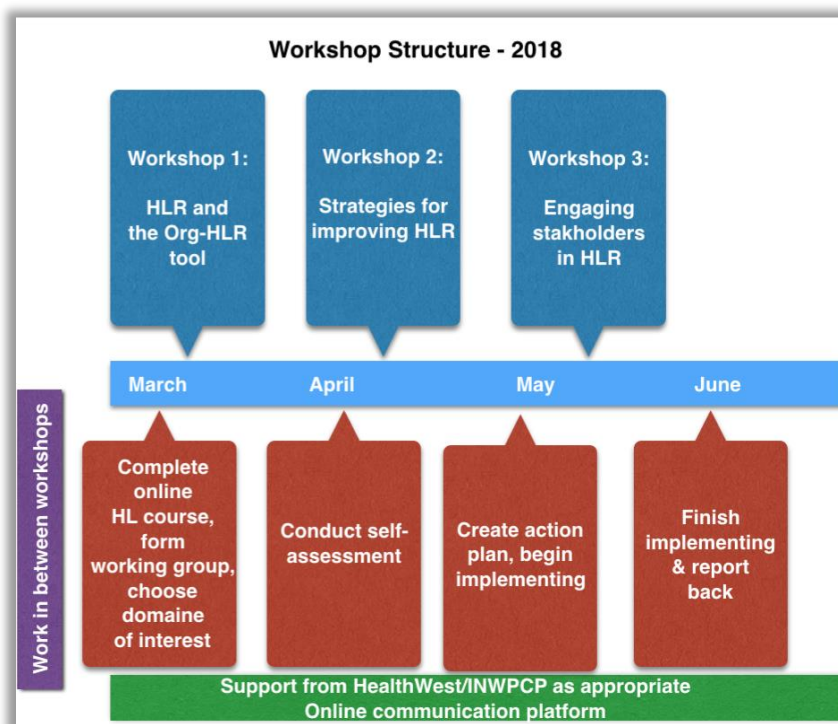 Workshop Structure - 2018
Workshop 1:
HLR and
the Org-HLR
tool
Workshop 2:
Strategies for
improving HLR
Workshop 3:
Engaging
stakholders
in HLR
March
April
May
June
Work in between workshops
Complete
online
HL course,
form
working group,
choose
domaine
of interest
Conduct self-
assessment
Create action
plan, begin
implementing
Finish
implementing
& report
back
Support from HealthWest/INWPCP as appropriate
Online communication platform